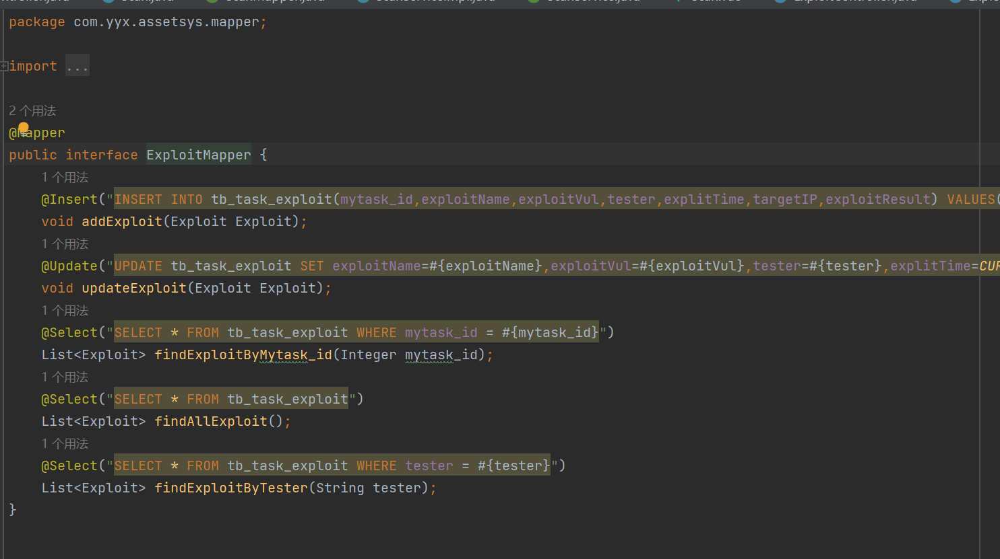 package com.yyx.assetsys.mapper;
import ...
2 个用法
@Mapper
public interface ExploitMapper {
1 个用法
@Insert("INSERT INTO tb_task_exploit(mytask_id,exploitName,exploitVul,tester,explitTime,targetIP,exploitResult) VALUES(
void addExploit(Exploit Exploit);
1 个用法
@Update("UPDATE tb_task_exploit SET exploitName=#{exploitName},exploitVul=#{exploitVul},tester=#{tester},explitTime=CUR
void updateExploit(Exploit Exploit);
1 个用法
@Select("SELECT * FROM tb_task_exploit WHERE mytask_id = #{mytask_id}")
List<Exploit> findExploitByMytask_id(Integer mytask_id);
1 个用法
@Select("SELECT * FROM tb_task_exploit")
List<Exploit> findAllExploit();
1 个用法
@Select("SELECT * FROM tb_task_exploit WHERE tester = #{tester}")
List<Exploit> findExploitByTester(String tester);
}